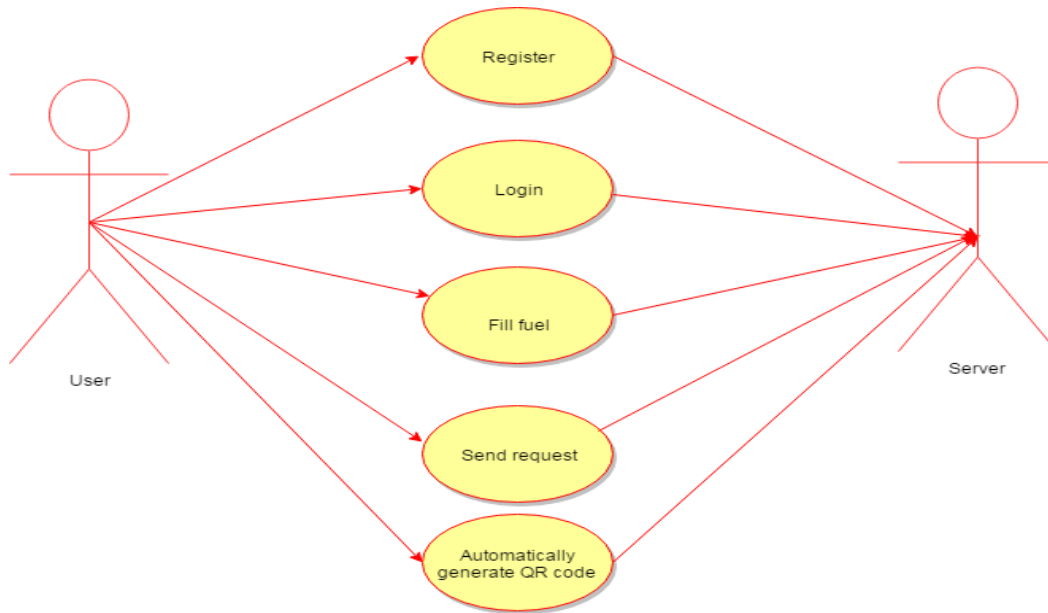 Register
Login
Fill fuel
User
Server
Send request
Automatically
generate QR code